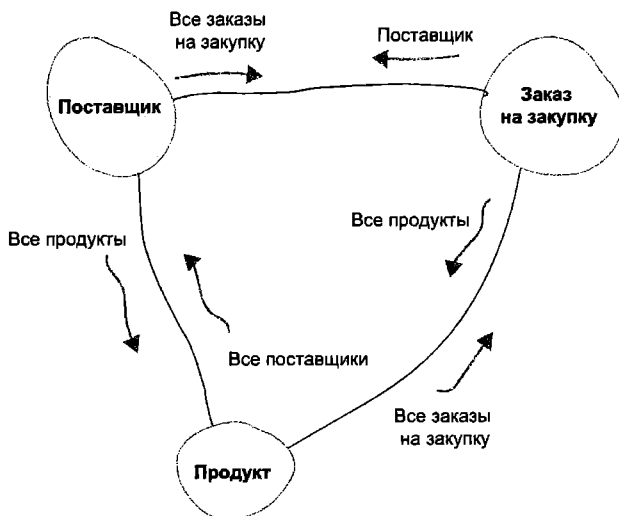 Все заказы
на закупку
Поставщик
Поставщик
Заказ
на закупку
Все продукты
Все продукты
Все поставщики
Все заказы
на закупку
Продукт